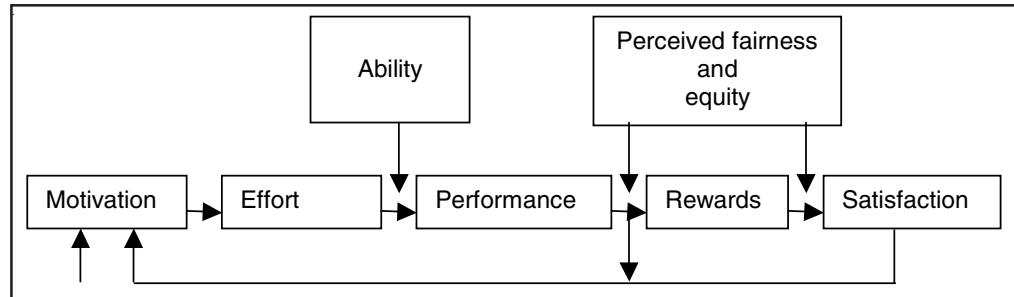 Ability
Perceived fairness
and
equity
Motivation
Effort
Performance
Rewards
Satisfaction